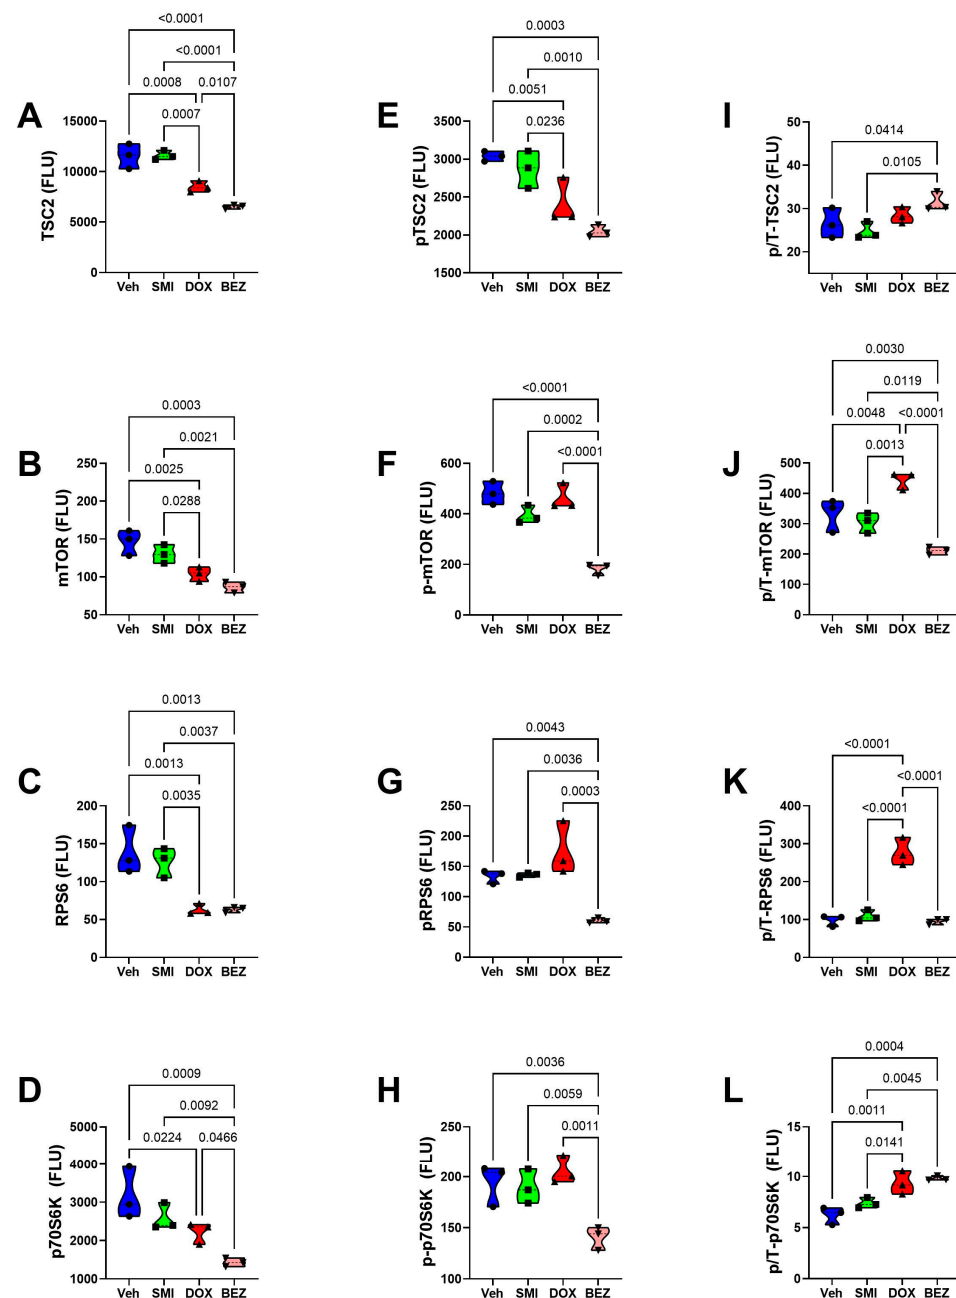 A
<0.0001
<0.0001
0.0008 0.0107
0.0007
TSC2 (FLU)
15000
10000
5000
0
Veh SMI DOX BEZ
E
0.0003
0.0010
0.0051
0.0236
pTSC2 (FLU)
3500
3000
2500
2000
1500
Veh SMI DOX BEZ
I
0.0414
0.0105
p/T-TSC2 (FLU)
50
40
30
20
Veh SMI DOX BEZ
B
0.0003
0.0021
0.0025
0.0288
mTOR (FLU)
250
200
150
100
50
Veh SMI DOX BEZ
F
<0.0001
0.0002
<0.0001
p-mTOR (FLU)
600
400
200
0
Veh SMI DOX BEZ
J
0.0030
0.0119
0.0048 <0.0001
0.0013
p/T-mTOR (FLU)
500
400
300
200
100
0
Veh SMI DOX BEZ
C
0.0013
0.0037
0.0013
0.0035
RPS6 (FLU)
200
150
100
50
0
Veh SMI DOX BEZ
G
0.0043
0.0036
0.0003
pRPS6 (FLU)
250
200
150
100
50
0
Veh SMI DOX BEZ
K
<0.0001
<0.0001
<0.0001
p/T-RPS6 (FLU)
400
300
200
100
0
Veh SMI DOX BEZ
D
0.0009
0.0092
0.0224 0.0466
p70S6K (FLU)
5000
4000
3000
2000
1000
Veh SMI DOX BEZ
H
0.0036
0.0059
0.0011
p-p70S6K (FLU)
250
200
150
100
Veh SMI DOX BEZ
L
0.0004
0.0045
0.0011
0.0141
p/T-p70S6K (FLU)
15
10
5
0
Veh SMI DOX BEZ